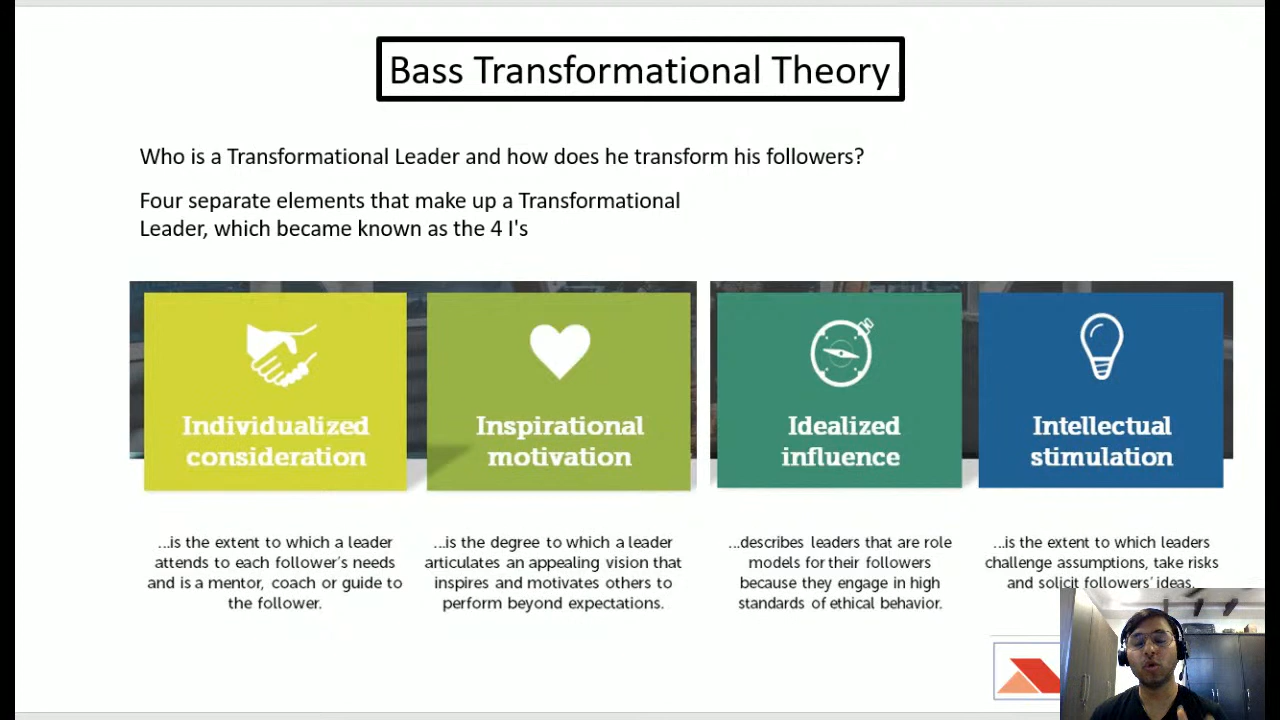 Bass Transformational Theory
Who is a Transformational Leader and how does he transform his followers?
Four separate elements that make up a Transformational
Leader, which became known as the 4 I's
Individualized
consideration
...is the extent to which a leader
attends to each follower's needs
and is a mentor, coach or guide to
the follower.
Inspirational
motivation
...is the degree to which a leader
articulates an appealing vision that
inspires and motivates others to
perform beyond expectations.
Idealized
influence
...describes leaders that are role
models for their followers
because they engage in high
standards of ethical behavior.
Intellectual
stimulation
...is the extent to which leaders
challenge assumptions, take risks
and solicit followers' ideas.